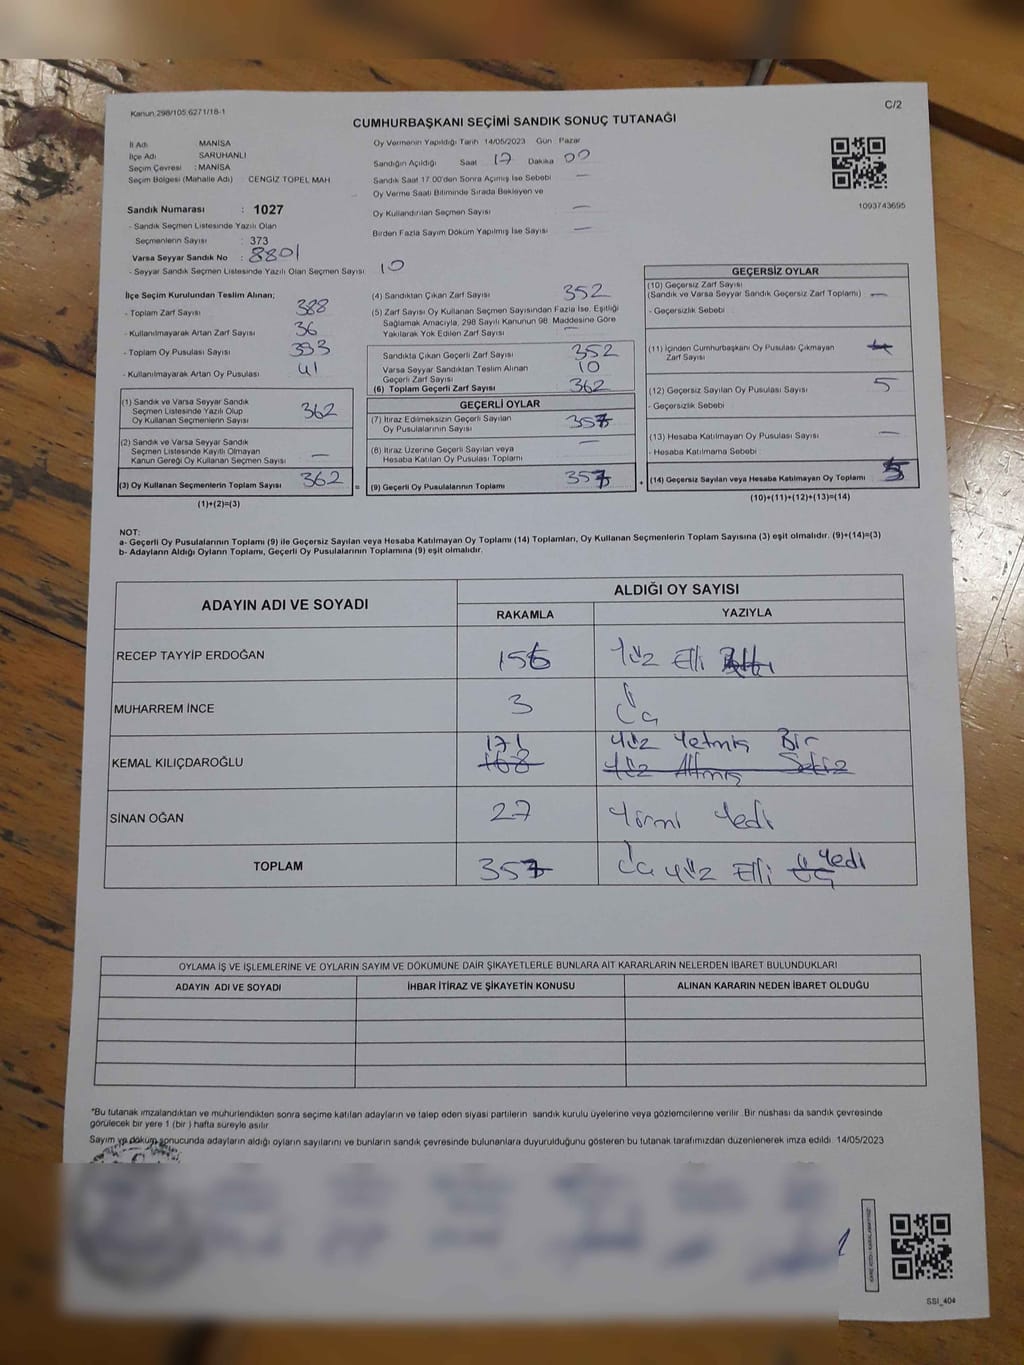 Kanun 298/105,6271/18-1
C/2
CUMHURBAŞKANI SEÇİMİ SANDIK SONUÇ TUTANAĞI
İl Adı MANİSA
İlçe Adı SARUHANLI
Seçim Çevresi : MANİSA
Seçim Bölgesi (Mahalle Adı) CENGİZ TOPEL MAH.
Oy Vermenin Yapıldığı Tarih 14/05/2023 Gün Pazar
Sandığın Açıldığı Saat 17 Dakika 00
Sandık Saat 17.00'den Sonra Açılmış İse Sebebi —
Oy Verme Saati Bitiminde Sırada Bekleyen ve
Oy Kullandırılan Seçmen Sayısı —
Birden Fazla Sayım Döküm Yapılmış İse Sayısı —
1093743695
Sandık Numarası : 1027
- Sandık Seçmen Listesinde Yazılı Olan
Seçmenlerin Sayısı : 373
Varsa Seyyar Sandık No : 8801
- Seyyar Sandık Seçmen Listesinde Yazılı Olan Seçmen Sayısı 10
İlçe Seçim Kurulundan Teslim Alınan;
- Toplam Zarf Sayısı 388
- Kullanılmayarak Artan Zarf Sayısı 36
- Toplam Oy Pusulası Sayısı 393
- Kullanılmayarak Artan Oy Pusulası 41
(1) Sandık ve Varsa Seyyar Sandık
Seçmen Listesinde Yazılı Olup
Oy Kullanan Seçmenlerin Sayısı 362
(2) Sandık ve Varsa Seyyar Sandık
Seçmen Listesinde Kayıtlı Olmayan
Kanun Gereği Oy Kullanan Seçmen Sayısı —
(3) Oy Kullanan Seçmenlerin Toplam Sayısı 362 =
(1)+(2)=(3)
(4) Sandıktan Çıkan Zarf Sayısı 352
(5) Zarf Sayısı Oy Kullanan Seçmen Sayısından Fazla İse, Eşitliği
Sağlamak Amacıyla, 298 Sayılı Kanunun 98. Maddesine Göre
Yakılarak Yok Edilen Zarf Sayısı —
Sandıkta Çıkan Geçerli Zarf Sayısı 352
Varsa Seyyar Sandıktan Teslim Alınan
Geçerli Zarf Sayısı 10
(6) Toplam Geçerli Zarf Sayısı 362
GEÇERLİ OYLAR
(7) İtiraz Edilmeksizin Geçerli Sayılan
Oy Pusulalarının Sayısı 357
(8) İtiraz Üzerine Geçerli Sayılan veya
Hesaba Katılan Oy Pusulası Toplamı —
(9) Geçerli Oy Pusulalarının Toplamı 357 +
GEÇERSİZ OYLAR
(10) Geçersiz Zarf Sayısı
(Sandık ve Varsa Seyyar Sandık Geçersiz Zarf Toplamı) —
- Geçersizlik Sebebi
(11) İçinden Cumhurbaşkanı Oy Pusulası Çıkmayan
Zarf Sayısı
(12) Geçersiz Sayılan Oy Pusulası Sayısı 5
- Geçersizlik Sebebi
(13) Hesaba Katılmayan Oy Pusulası Sayısı —
- Hesaba Katılmama Sebebi
(14) Geçersiz Sayılan veya Hesaba Katılmayan Oy Toplamı 5
(10)+(11)+(12)+(13)=(14)
NOT:
a- Geçerli Oy Pusulalarının Toplamı (9) ile Geçersiz Sayılan veya Hesaba Katılmayan Oy Toplamı (14) Toplamları, Oy Kullanan Seçmenlerin Toplam Sayısına (3) eşit olmalıdır. (9)+(14)=(3)
b- Adayların Aldığı Oyların Toplamı, Geçerli Oy Pusulalarının Toplamına (9) eşit olmalıdır.
ADAYIN ADI VE SOYADI
ALDIĞI OY SAYISI
RAKAMLA YAZIYLA
RECEP TAYYİP ERDOĞAN 156 Yüz Elli Altı
MUHARREM İNCE 3 Üç
171 Yüz Yetmiş Bir
KEMAL KILIÇDAROĞLU 168 Yüz Altmış Sekiz
SİNAN OĞAN 27 Yirmi Yedi
TOPLAM 357 Üç Yüz Elli Üç Yedi
OYLAMA İŞ VE İŞLEMLERİNE VE OYLARIN SAYIM VE DÖKÜMÜNE DAİR ŞİKAYETLERLE BUNLARA AİT KARARLARIN NELERDEN İBARET BULUNDUKLARI
ADAYIN ADI VE SOYADI İHBAR İTİRAZ VE ŞİKAYETİN KONUSU ALINAN KARARIN NEDEN İBARET OLDUĞU
*Bu tutanak imzalandıktan ve mühürlendikten sonra seçime katılan adayların ve talep eden siyasi partilerin sandık kurulu üyelerine veya gözlemcilerine verilir. Bir nüshası da sandık çevresinde
görülecek bir yere 1 (bir) hafta süreyle asılır.
Sayım ve döküm sonucunda adayların aldığı oyların sayılarını ve bunların sandık çevresinde bulunanlara duyurulduğunu gösteren bu tutanak tarafımızdan düzenlenerek imza edildi. 14/05/2023
SSI_404